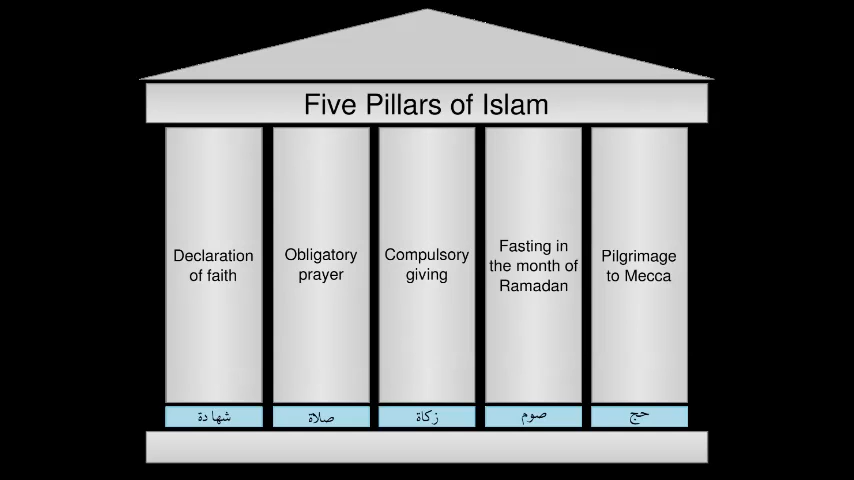 Five Pillars of Islam
Declaration
of faith
Obligatory
prayer
Compulsory
giving
Fasting in
the month of
Ramadan
Pilgrimage
to Mecca
شهادة
صلاة
زكاة
صوم
حج